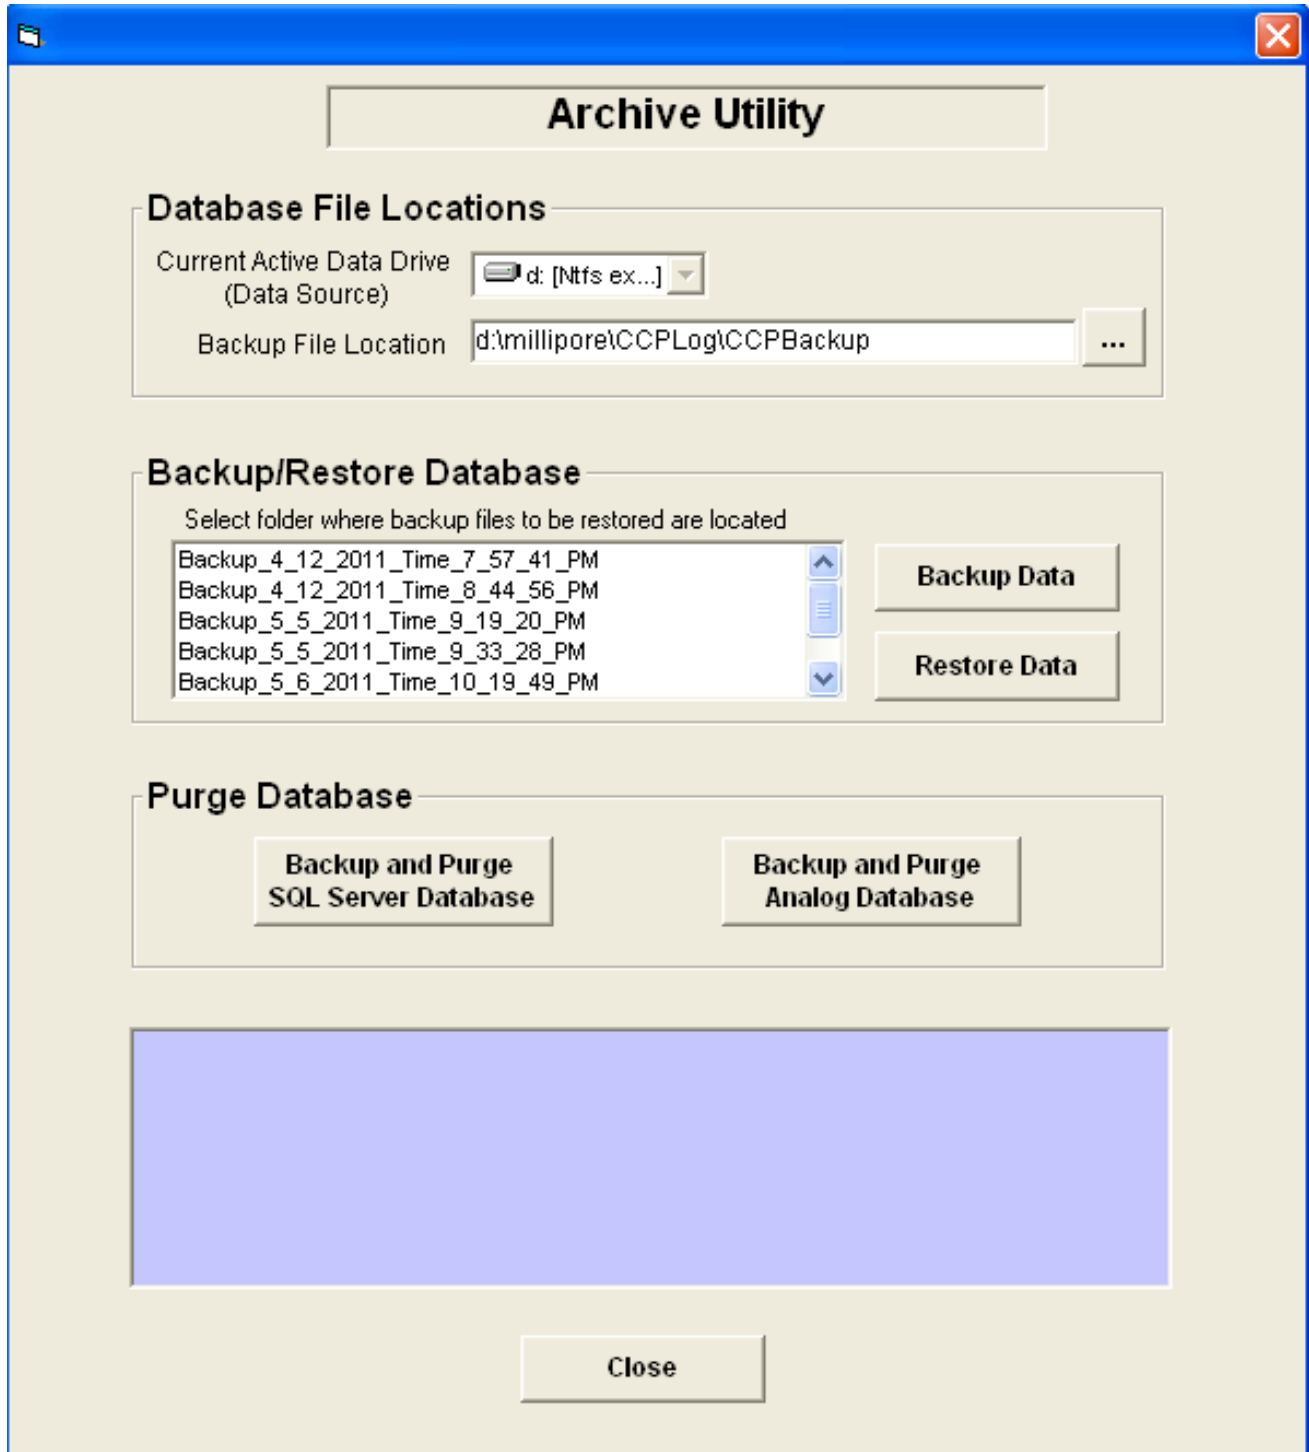 Archive Utility
Database File Locations
Current Active Data Drive
(Data Source)
d: [Ntfs ex...]
Backup File Location
d:\millipore\CCPLog\CCPBackup
...
Backup/Restore Database
Select folder where backup files to be restored are located
Backup_4_12_2011_Time_7_57_41_PM
Backup_4_12_2011_Time_8_44_56_PM
Backup_5_5_2011_Time_9_19_20_PM
Backup_5_5_2011_Time_9_33_28_PM
Backup_5_6_2011_Time_10_19_49_PM
Backup Data
Restore Data
Purge Database
Backup and Purge
SQL Server Database
Backup and Purge
Analog Database
Close